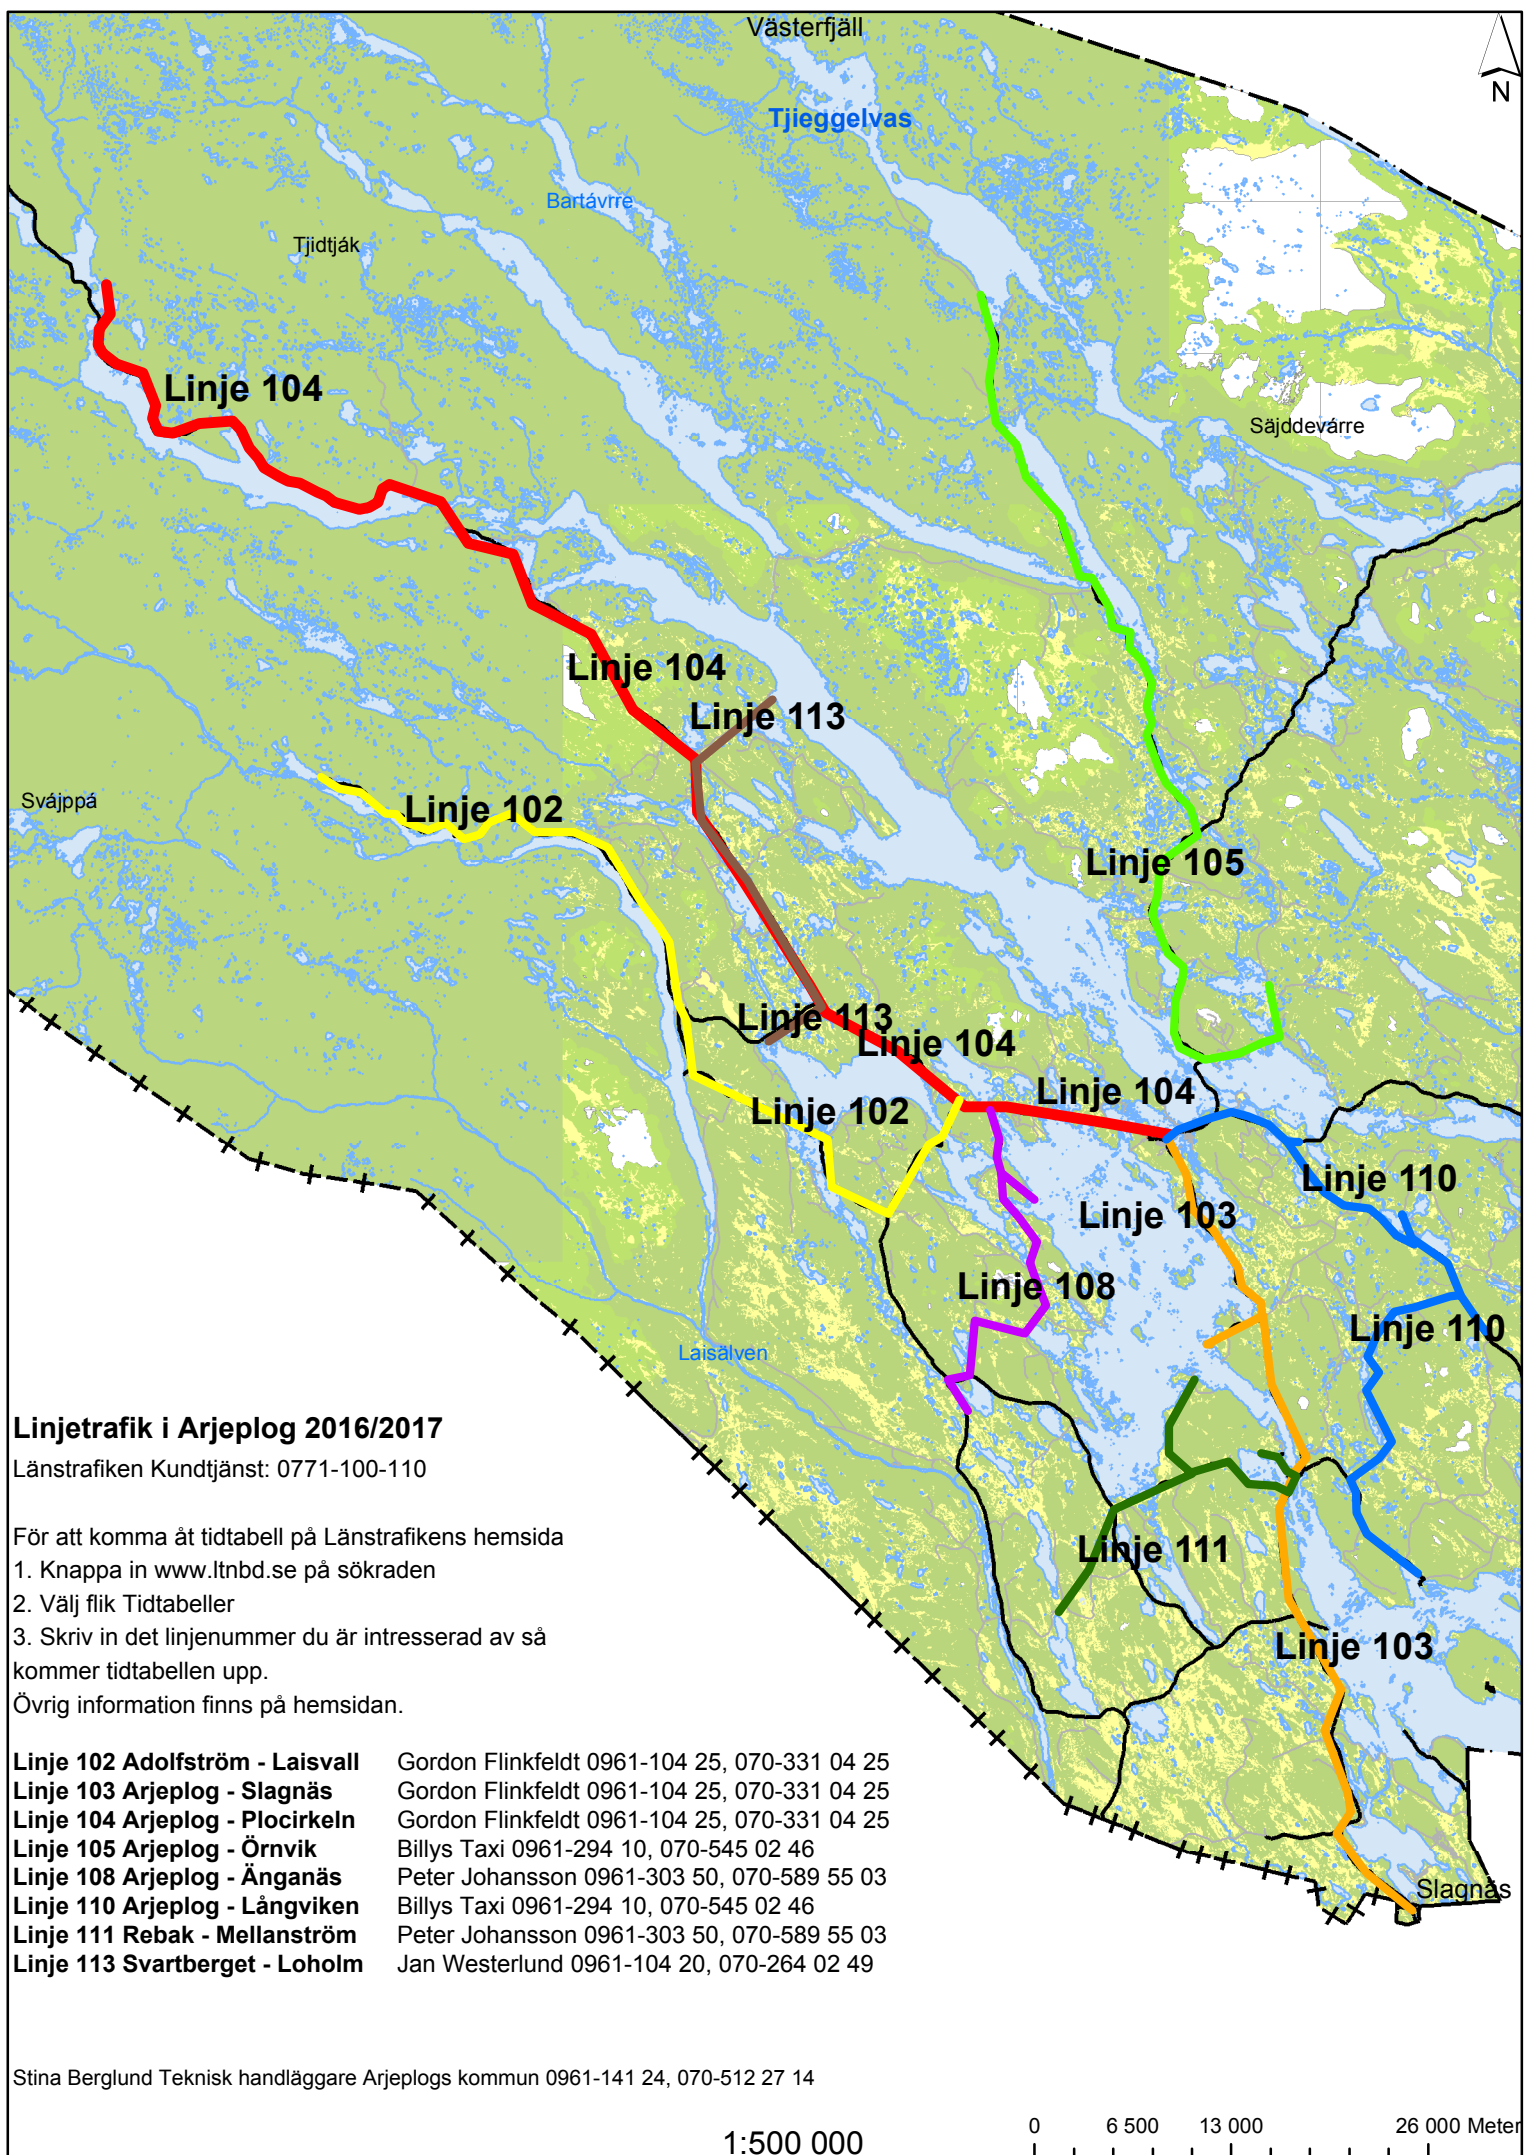 Västerfjäll
N
Tjieggelvas
Bartávrre
Tjidtják
Linje 104
Säjddevárre
Linje 104
Linje 113
Svájppá
Linje 102
Linje 105
Linje 113
Linje 104
Linje 104
Linje 102
Linje 110
Linje 103
Linje 108
Linje 110
Laisälven
Linjetrafik i Arjeplog 2016/2017
Länstrafiken Kundtjänst: 0771-100-110
För att komma åt tidtabell på Länstrafikens hemsida
1. Knappa in www.ltnbd.se på sökraden
2. Välj flik Tidtabeller
3. Skriv in det linjenummer du är intresserad av så
kommer tidtabellen upp.
Övrig information finns på hemsidan.
Linje 111
Linje 103
Linje 102 Adolfström - Laisvall Gordon Flinkfeldt 0961-104 25, 070-331 04 25
Linje 103 Arjeplog - Slagnäs Gordon Flinkfeldt 0961-104 25, 070-331 04 25
Linje 104 Arjeplog - Plocirkeln Gordon Flinkfeldt 0961-104 25, 070-331 04 25
Linje 105 Arjeplog - Örnvik Billys Taxi 0961-294 10, 070-545 02 46
Linje 108 Arjeplog - Änganäs Peter Johansson 0961-303 50, 070-589 55 03
Linje 110 Arjeplog - Långviken Billys Taxi 0961-294 10, 070-545 02 46
Linje 111 Rebak - Mellanström Peter Johansson 0961-303 50, 070-589 55 03
Linje 113 Svartberget - Loholm Jan Westerlund 0961-104 20, 070-264 02 49
Slagnäs
Stina Berglund Teknisk handläggare Arjeplogs kommun 0961-141 24, 070-512 27 14
1:500 000
0 6 500 13 000 26 000 Meter